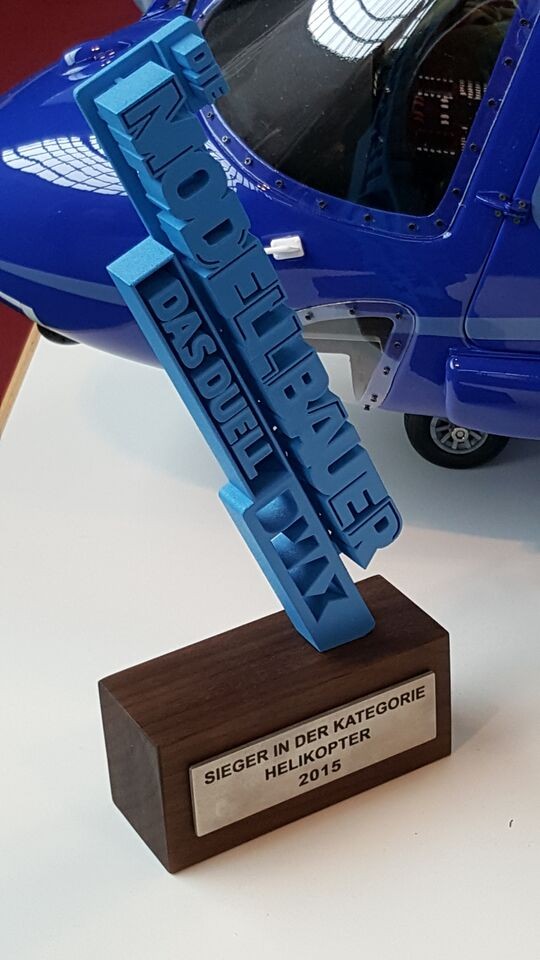 DIE
MODELLBAUER
DAS DUELL
DMAX
SIEGER IN DER KATEGORIE
HELIKOPTER
2015